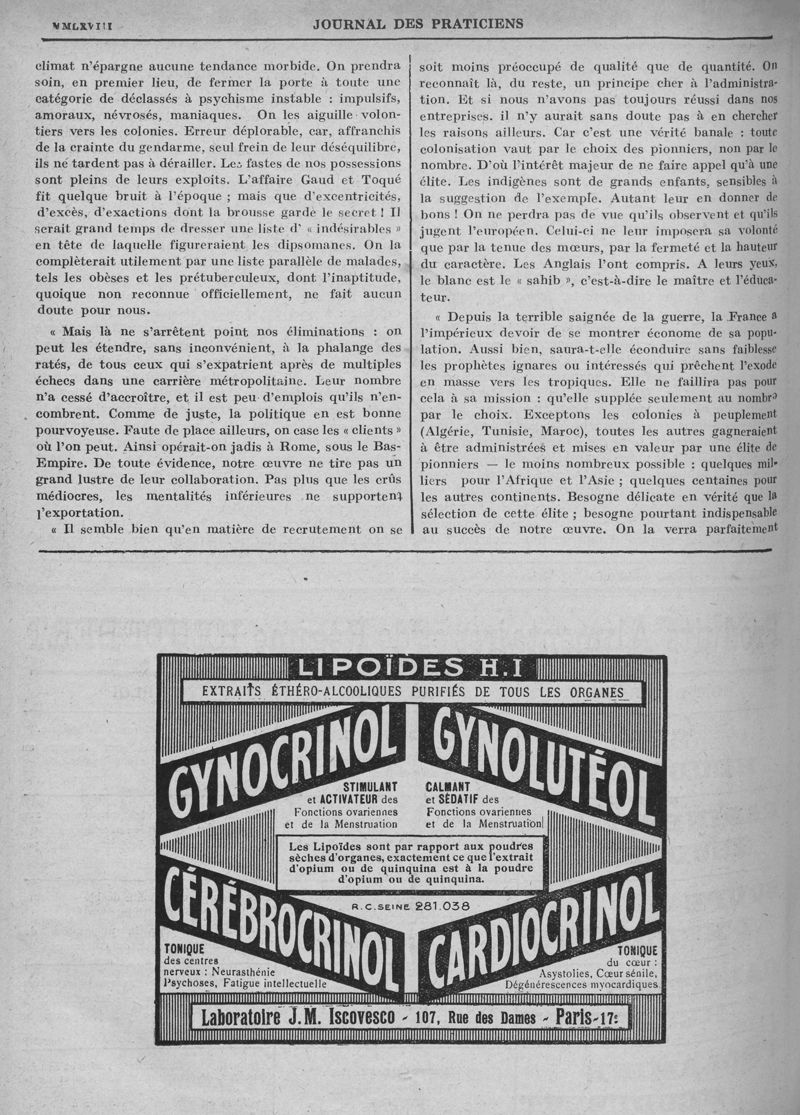 JOURNAL DES PRATICIENS
climat n'épargne aucune tendance morbide. On prendra
soin, en premier lieu, de fermer la porte à toute une
catégorie de déclassés à psychisme instable : impulsifs,
amoraux, névrosés, maniaques. On les aiguille volon-
tiers vers les colonies. Erreur déplorable, car, affranchis
de la crainte du gendarme, seul frein de leur déséquilibre,
ils ne tardent pas à dérailler. Les fastes de nos possessions
sont pleins de leurs exploits. L'affaire Gaud et Toqué
fit quelque bruit à l'époque ; mais que d'excentricités,
d'excès, d'exactions dont la brousse garde le secret ! Il
serait grand temps de dresser une liste d' « indésirables »
en tête de laquelle figureraient les dipsomanes. On la
complèterait utilement par une liste parallèle de malades,
tels les obèses et les prétuberculeux, dont l'inaptitude,
quoique non reconnue officiellement, ne fait aucun
doute pour nous.
« Mais là ne s'arrêtent point nos éliminations : on
peut les étendre, sans inconvénient, à la phalange des
ratés, de tous ceux qui s'expatrient après de multiples
échecs dans une carrière métropolitaine. Leur nombre
n'a cessé d'accroître, et il est peu d'emplois qu'ils n'en-
combrent. Comme de juste, la politique en est bonne
pourvoyeuse. Faute de place ailleurs, on case les « clients »
où l'on peut. Ainsi opérait-on jadis à Rome, sous le Bas-
Empire. De toute évidence, notre œuvre ne tire pas un
grand lustre de leur collaboration. Pas plus que les crûs
médiocres, les mentalités inférieures ne supportent
l'exportation.
« Il semble bien qu'en matière de recrutement on se
soit moins préoccupé de qualité que de quantité. On
reconnaît là, du reste, un principe cher à l'administra-
tion. Et si nous n'avons pas toujours réussi dans nos
entreprises. il n'y aurait sans doute pas à en chercher
les raisons ailleurs. Car c'est une vérité banale : toute
colonisation vaut par le choix des pionniers, non par le
nombre. D'où l'intérêt majeur de ne faire appel qu'à une
élite. Les indigènes sont de grands enfants, sensibles à
la suggestion de l'exemple. Autant leur en donner de
bons ! On ne perdra pas de vue qu'ils observent et qu'ils
jugent l'européen. Celui-ci ne leur imposera sa volonté
que par la tenue des mœurs, par la fermeté et la hauteur
du caractère. Les Anglais l'ont compris. A leurs yeux,
le blanc est le « sahib », c'est-à-dire le maître et l'éduca-
teur.
« Depuis la terrible saignée de la guerre, la France a
l'impérieux devoir de se montrer économe de sa popu-
lation. Aussi bien, saura-t-elle éconduire sans faiblesse
les prophètes ignares ou intéressés qui prêchent l'exode
en masse vers les tropiques. Elle ne faillira pas pour
cela à sa mission : qu'elle supplée seulement au nombre
par le choix. Exceptons les colonies à peuplement
(Algérie, Tunisie, Maroc), toutes les autres gagneraient
à être administrées et mises en valeur par une élite de
pionniers — le moins nombreux possible : quelques mil-
liers pour l'Afrique et l'Asie ; quelques centaines pour
les autres continents. Besogne délicate en vérité que la
sélection de cette élite ; besogne pourtant indispensable
au succès de notre œuvre. On la verra parfaitement
LIPOÏDES H.I
EXTRAITS ÉTHÉRO-ALCOOLIQUES PURIFIÉS DE TOUS LES ORGANES
GYNOCRINOL
GYNOLUTÉOL
STIMULANT
et ACTIVATEUR des
Fonctions ovariennes
et de la Menstruation
CALMANT
et SÉDATIF des
Fonctions ovariennes
et de la Menstruation
Les Lipoïdes sont par rapport aux poudres
sèches d'organes, exactement ce que l'extrait
d'opium ou de quinquina est à la poudre
d'opium ou de quinquina.
R.C. SEINE 281.038
CÉRÉBROCRINOL
CARDIOCRINOL
TONIQUE
des centres
nerveux : Neurasthénie
Psychoses, Fatigue intellectuelle
TONIQUE
du cœur :
Asystolies, Cœur sénile,
Dégénérescences myocardiques.
Laboratoire J.M. Iscovesco - 107, Rue des Dames - Paris-17e